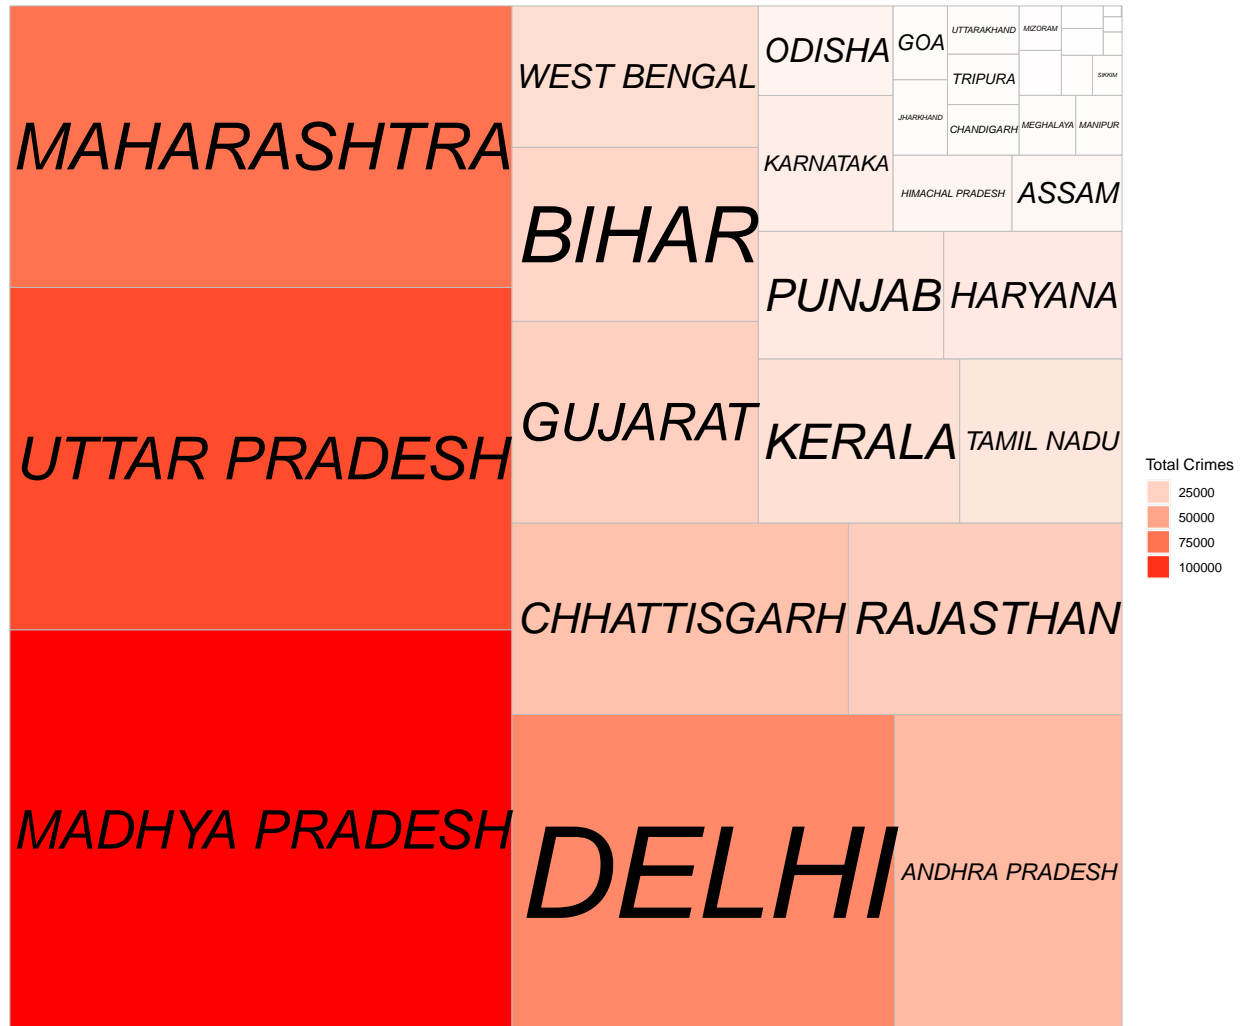 MAHARASHTRA
UTTAR PRADESH
MADHYA PRADESH
WEST BENGAL
BIHAR
GUJARAT
CHHATTISGARH
RAJASTHAN
DELHI
ANDHRA PRADESH
ODISHA
KARNATAKA
GOA
JHARKHAND
UTTARAKHAND
TRIPURA
CHANDIGARH
MIZORAM
SIKKIM
MEGHALAYA
MANIPUR
HIMACHAL PRADESH
ASSAM
PUNJAB
HARYANA
KERALA
TAMIL NADU
Total Crimes
25000
50000
75000
100000